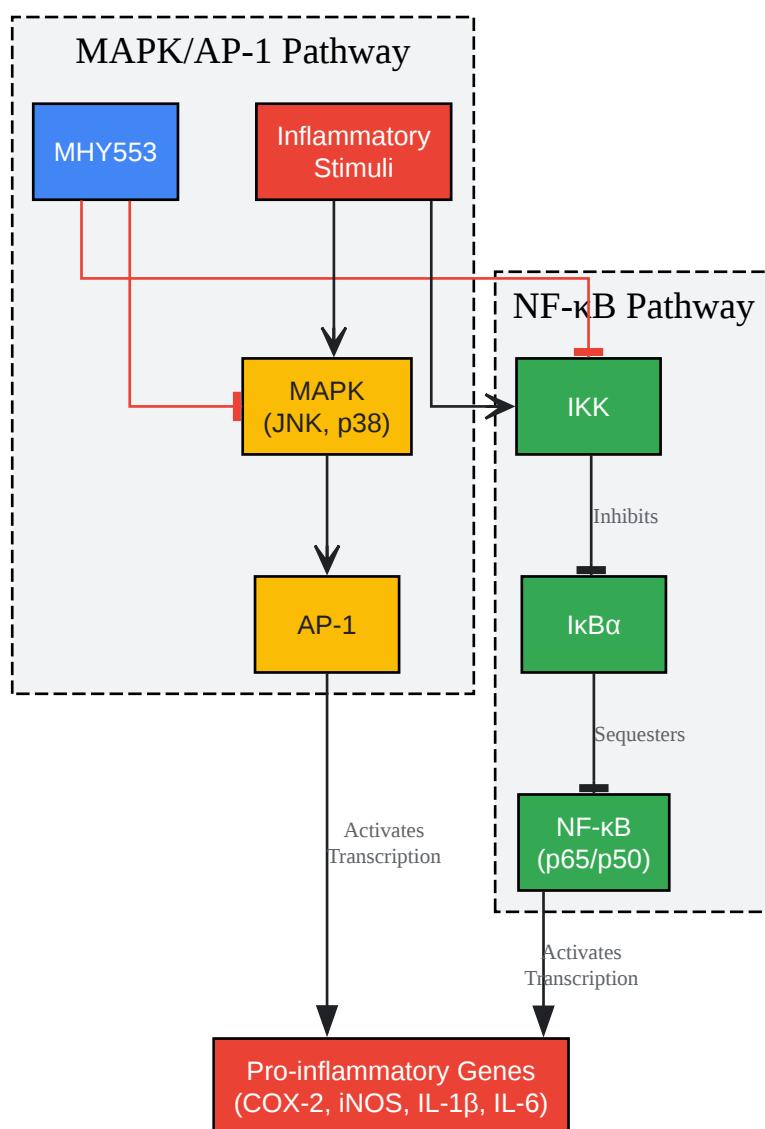 MAPK/AP-1 Pathway
MHY553
Inflammatory
Stimuli
NF-κB Pathway
MAPK
(JNK, p38)
IKK
Inhibits
AP-1
IκBα
Sequesters
NF-κB
(p65/p50)
Activates
Transcription
Activates
Transcription
Pro-inflammatory Genes
(COX-2, iNOS, IL-1β, IL-6)